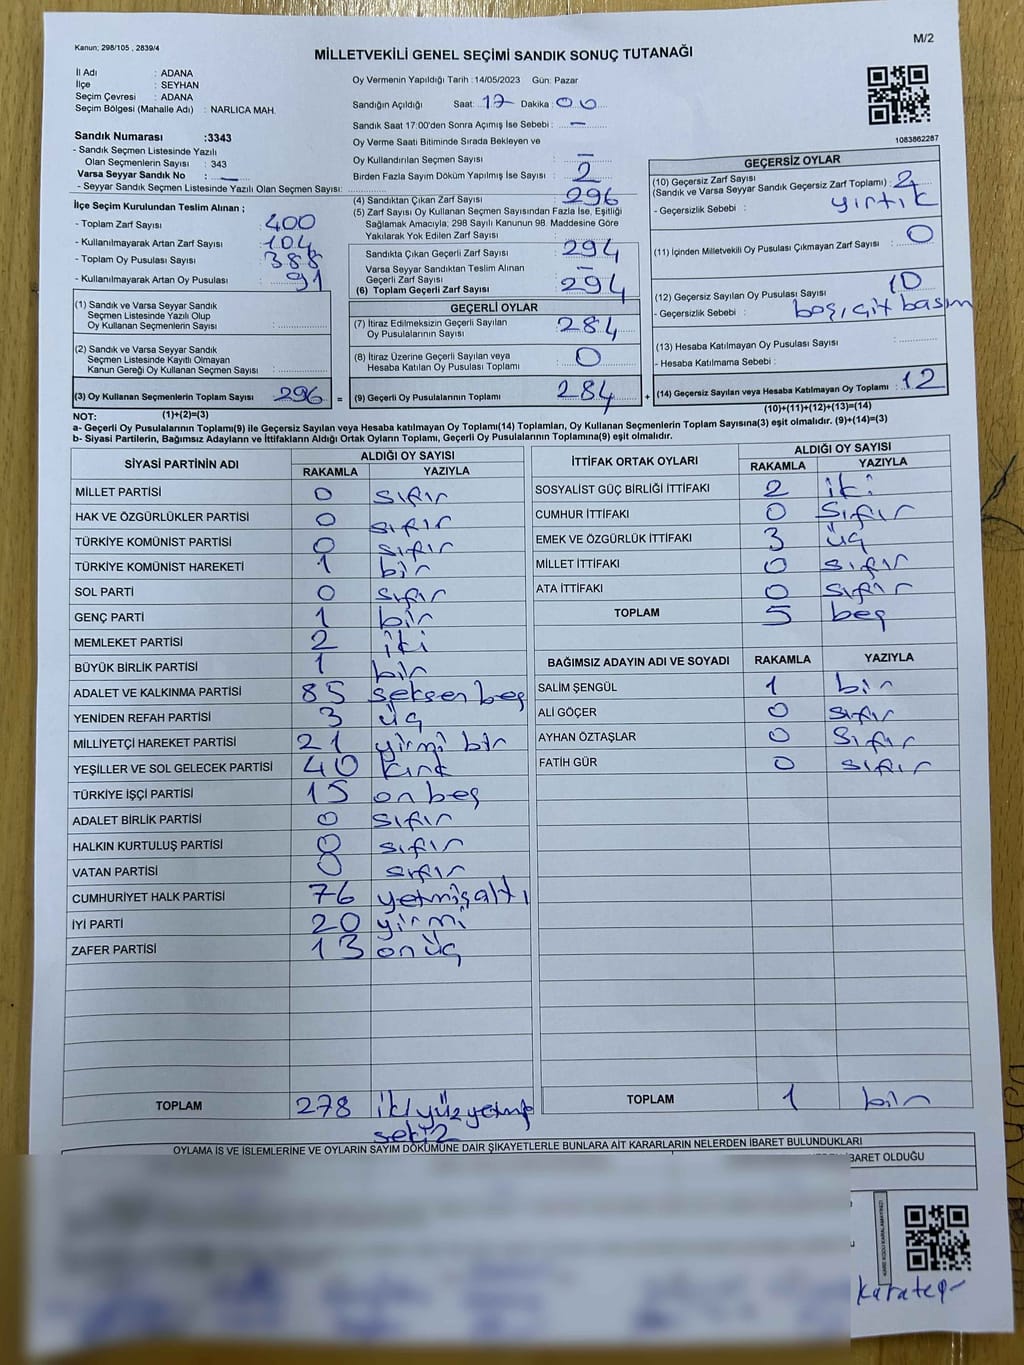 Kanun; 298/105 , 2839/4
M/2
MİLLETVEKİLİ GENEL SEÇİMİ SANDIK SONUÇ TUTANAĞI
İl Adı : ADANA
İlçe : SEYHAN
Seçim Çevresi : ADANA
Seçim Bölgesi (Mahalle Adı) : NARLICA MAH.
Sandık Numarası :3343
- Sandık Seçmen Listesinde Yazılı
Olan Seçmenlerin Sayısı : 343
Varsa Seyyar Sandık No : —
- Seyyar Sandık Seçmen Listesinde Yazılı Olan Seçmen Sayısı:
Oy Vermenin Yapıldığı Tarih :14/05/2023 Gün: Pazar
Sandığın Açıldığı Saat: 17 Dakika: 00
Sandık Saat 17:00'den Sonra Açımış İse Sebebi : —
Oy Verme Saati Bitiminde Sırada Bekleyen ve
Oy Kullandırılan Seçmen Sayısı : —
Birden Fazla Sayım Döküm Yapılmış İse Sayısı : 2
1083862287
İlçe Seçim Kurulundan Teslim Alınan ;
- Toplam Zarf Sayısı : 400
- Kullanılmayarak Artan Zarf Sayısı : 104
- Toplam Oy Pusulası Sayısı : 388
- Kullanılmayarak Artan Oy Pusulası : 91
(1) Sandık ve Varsa Seyyar Sandık
Seçmen Listesinde Yazılı Olup
Oy Kullanan Seçmenlerin Sayısı :
(2) Sandık ve Varsa Seyyar Sandık
Seçmen Listesinde Kayıtlı Olmayan
Kanun Gereği Oy Kullanan Seçmen Sayısı :
(3) Oy Kullanan Seçmenlerin Toplam Sayısı : 296 =
(1)+(2)=(3)
(4) Sandıktan Çıkan Zarf Sayısı : 296
(5) Zarf Sayısı Oy Kullanan Seçmen Sayısından Fazla İse, Eşitliği
Sağlamak Amacıyla; 298 Sayılı Kanunun 98. Maddesine Göre
Yakılarak Yok Edilen Zarf Sayısı :
Sandıkta Çıkan Geçerli Zarf Sayısı : 294
Varsa Seyyar Sandıktan Teslim Alınan
Geçerli Zarf Sayısı : —
(6) Toplam Geçerli Zarf Sayısı : 294
GEÇERLİ OYLAR
(7) İtiraz Edilmeksizin Geçerli Sayılan
Oy Pusulalarının Sayısı : 284
(8) İtiraz Üzerine Geçerli Sayılan veya
Hesaba Katılan Oy Pusulası Toplamı : 0
(9) Geçerli Oy Pusulalarının Toplamı : 284 +
GEÇERSİZ OYLAR
(10) Geçersiz Zarf Sayısı
(Sandık ve Varsa Seyyar Sandık Geçersiz Zarf Toplamı) : 2
- Geçersizlik Sebebi : yırtık
(11) İçinden Milletvekili Oy Pusulası Çıkmayan Zarf Sayısı : 0
(12) Geçersiz Sayılan Oy Pusulası Sayısı : 10
- Geçersizlik Sebebi : boş, çit basım
(13) Hesaba Katılmayan Oy Pusulası Sayısı :
- Hesaba Katılmama Sebebi :
(14) Geçersiz Sayılan veya Hesaba Katılmayan Oy Toplamı : 12
(10)+(11)+(12)+(13)=(14)
NOT:
a- Geçerli Oy Pusulalarının Toplamı(9) ile Geçersiz Sayılan veya Hesaba katılmayan Oy Toplamı(14) Toplamları, Oy Kullanan Seçmenlerin Toplam Sayısına(3) eşit olmalıdır. (9)+(14)=(3)
b- Siyasi Partilerin, Bağımsız Adayların ve İttifakların Aldığı Ortak Oyların Toplamı, Geçerli Oy Pusulalarının Toplamına(9) eşit olmalıdır.
SİYASİ PARTİNİN ADI ALDIĞI OY SAYISI
RAKAMLA YAZIYLA
MİLLET PARTİSİ 0 sıfır
HAK VE ÖZGÜRLÜKLER PARTİSİ 0 sıfır
TÜRKİYE KOMÜNİST PARTİSİ 0 sıfır
TÜRKİYE KOMÜNİST HAREKETİ 1 bir
SOL PARTİ 0 sıfır
GENÇ PARTİ 1 bir
MEMLEKET PARTİSİ 2 iki
BÜYÜK BİRLİK PARTİSİ 1 bir
ADALET VE KALKINMA PARTİSİ 85 seksen beş
YENİDEN REFAH PARTİSİ 3 üç
MİLLİYETÇİ HAREKET PARTİSİ 21 yirmi bir
YEŞİLLER VE SOL GELECEK PARTİSİ 40 kırk
TÜRKİYE İŞÇİ PARTİSİ 15 on beş
ADALET BİRLİK PARTİSİ 0 sıfır
HALKIN KURTULUŞ PARTİSİ 0 sıfır
VATAN PARTİSİ 0 sıfır
CUMHURİYET HALK PARTİSİ 76 yetmişaltı
İYİ PARTİ 20 yirmi
ZAFER PARTİSİ 13 onüç
TOPLAM 278 ikiyüzyetmiş
sekiz
İTTİFAK ORTAK OYLARI ALDIĞI OY SAYISI
RAKAMLA YAZIYLA
SOSYALİST GÜÇ BİRLİĞİ İTTİFAKI 2 iki
CUMHUR İTTİFAKI 0 sıfır
EMEK VE ÖZGÜRLÜK İTTİFAKI 3 üç
MİLLET İTTİFAKI 0 sıfır
ATA İTTİFAKI 0 sıfır
TOPLAM 5 beş
BAĞIMSIZ ADAYIN ADI VE SOYADI RAKAMLA YAZIYLA
SALİM ŞENGÜL 1 bir
ALİ GÖÇER 0 sıfır
AYHAN ÖZTAŞLAR 0 sıfır
FATİH GÜR 0 sıfır
TOPLAM 1 bir
OYLAMA İŞ VE İŞLEMLERİNE VE OYLARIN SAYIM DÖKÜMÜNE DAİR ŞİKAYETLERLE BUNLARA AİT KARARLARIN NELERDEN İBARET BULUNDUKLARI
İBARET OLDUĞU